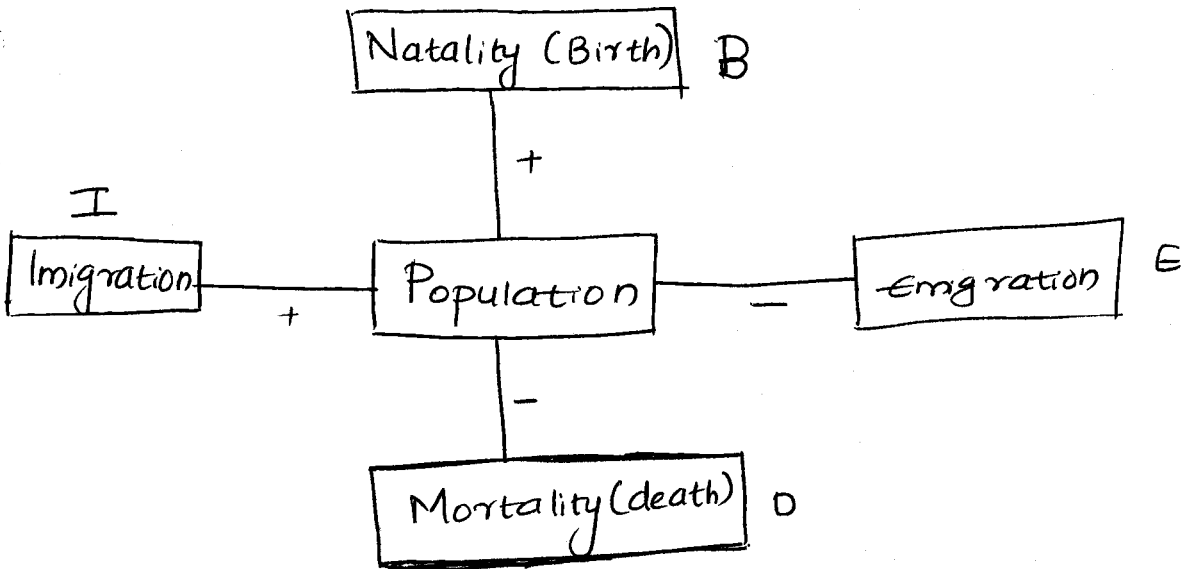 Natality (Birth) B
+
I
Imigration + Population - Emigration E
-
Mortality (death) D